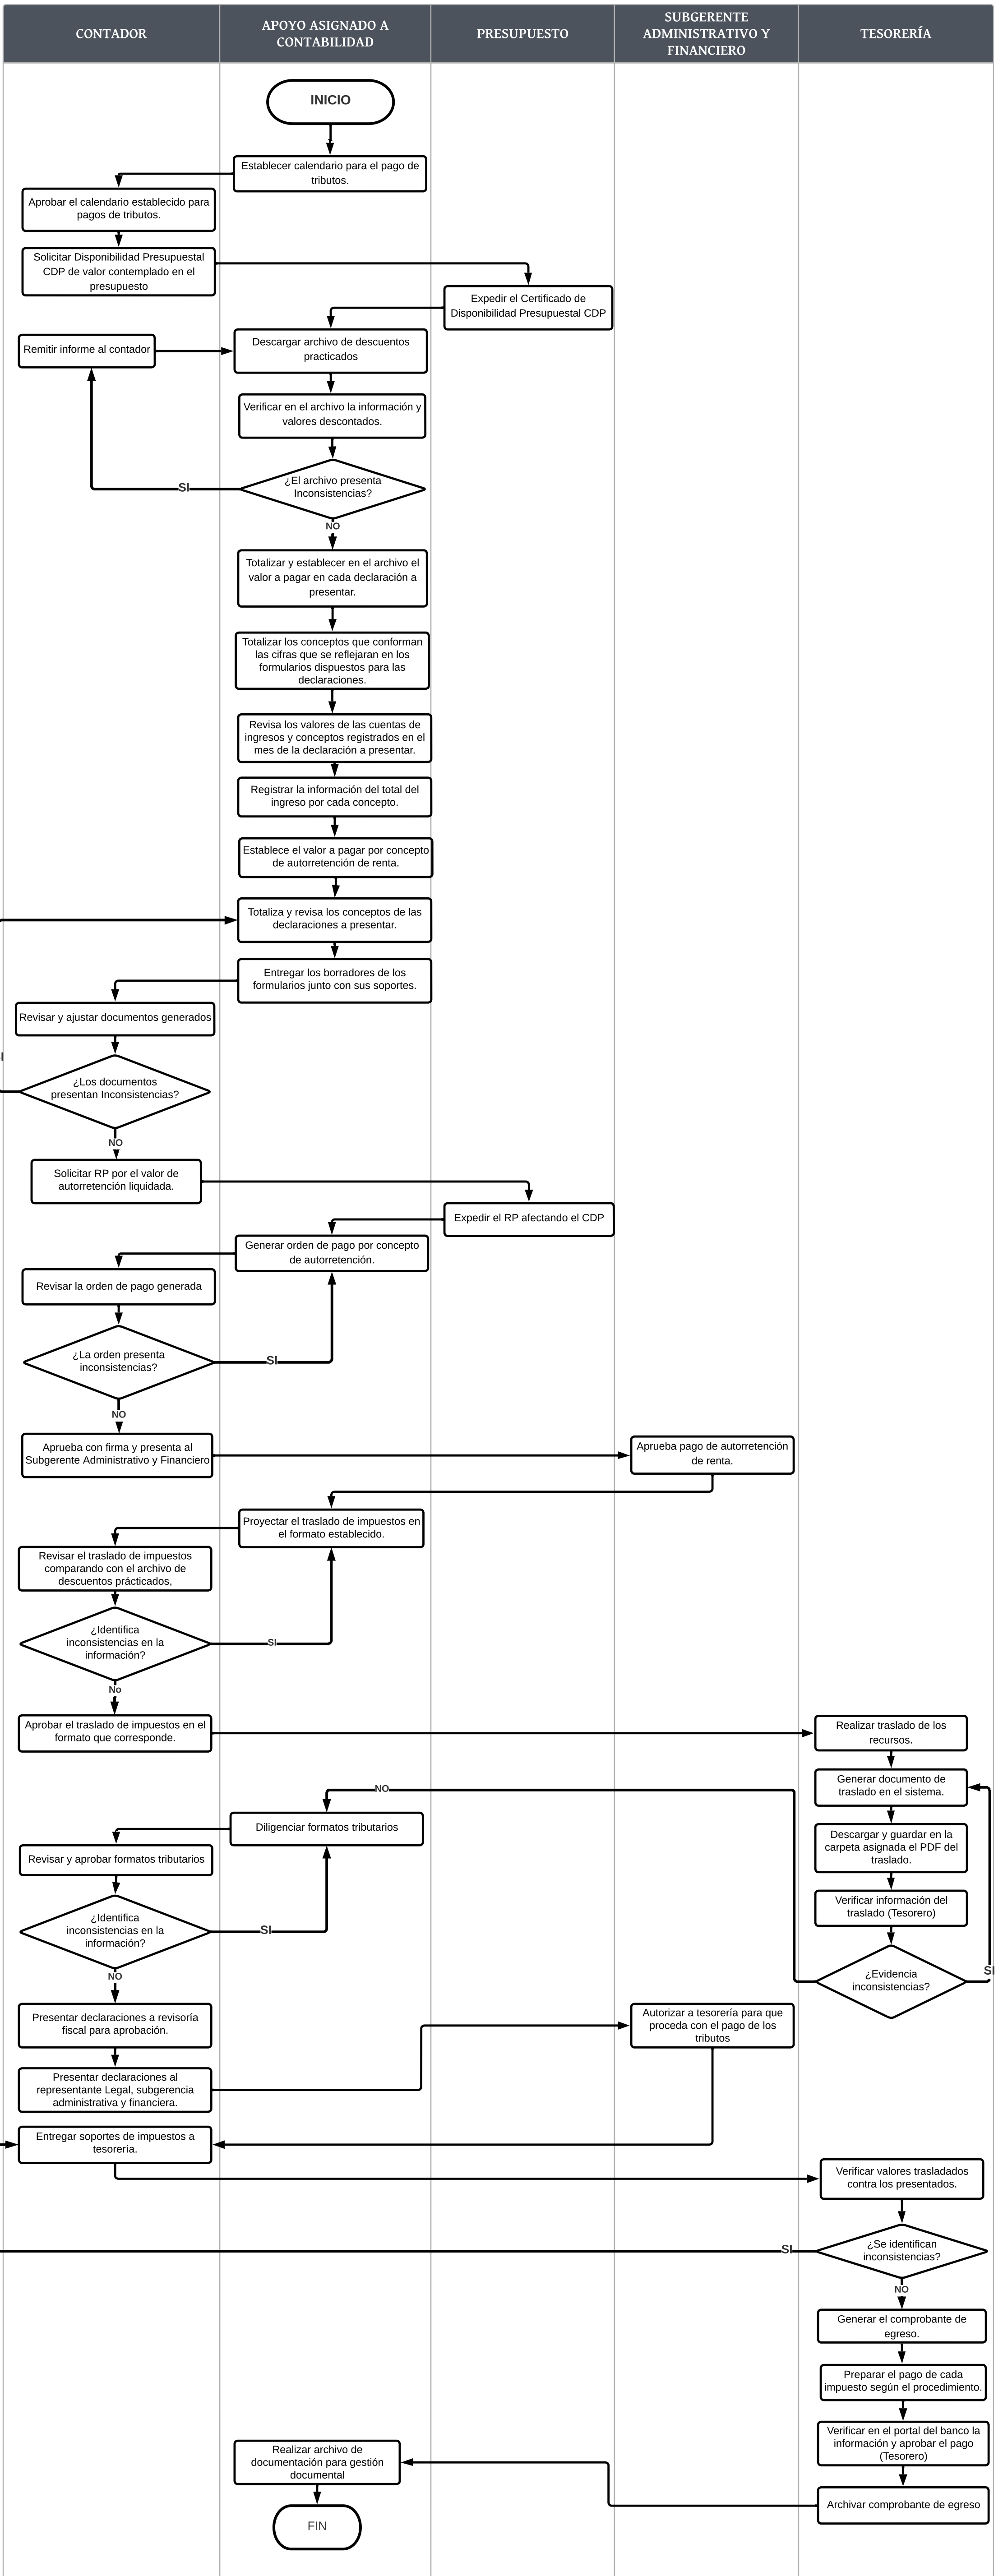 CONTADOR
APOYO ASIGNADO A
CONTABILIDAD
PRESUPUESTO
SUBGERENTE
ADMINISTRATIVO Y
FINANCIERO
TESORERÍA
INICIO
Establecer calendario para el pago de
tributos.
Aprobar el calendario establecido para
pagos de tributos.
Solicitar Disponibilidad Presupuestal
CDP de valor contemplado en el
presupuesto
Expedir el Certificado de
Disponibilidad Presupuestal CDP
Remitir informe al contador
Descargar archivo de descuentos
practicados
Verificar en el archivo la información y
valores descontados.
¿El archivo presenta
Inconsistencias?
SI
NO
Totalizar y establecer en el archivo el
valor a pagar en cada declaración a
presentar.
Totalizar los conceptos que conforman
las cifras que se reflejaran en los
formularios dispuestos para las
declaraciones.
Revisa los valores de las cuentas de
ingresos y conceptos registrados en el
mes de la declaración a presentar.
Registrar la información del total del
ingreso por cada concepto.
Establece el valor a pagar por concepto
de autorretención de renta.
Totaliza y revisa los conceptos de las
declaraciones a presentar.
Entregar los borradores de los
formularios junto con sus soportes.
Revisar y ajustar documentos generados
¿Los documentos
presentan Inconsistencias?
NO
Solicitar RP por el valor de
autorretención liquidada.
Expedir el RP afectando el CDP
Generar orden de pago por concepto
de autorretención.
Revisar la orden de pago generada
¿La orden presenta
inconsistencias?
SI
NO
Aprueba con firma y presenta al
Subgerente Administrativo y Financiero
Aprueba pago de autorretención
de renta.
Proyectar el traslado de impuestos en
el formato establecido.
Revisar el traslado de impuestos
comparando con el archivo de
descuentos prácticados,
¿Identifica
inconsistencias en la
información?
SI
No
Aprobar el traslado de impuestos en el
formato que corresponde.
Realizar traslado de los
recursos.
Generar documento de
traslado en el sistema.
Descargar y guardar en la
carpeta asignada el PDF del
traslado.
Verificar información del
traslado (Tesorero)
¿Evidencia
inconsistencias?
SI
NO
Diligenciar formatos tributarios
Revisar y aprobar formatos tributarios
¿Identifica
inconsistencias en la
información?
SI
NO
Presentar declaraciones a revisoría
fiscal para aprobación.
Presentar declaraciones al
representante Legal, subgerencia
administrativa y financiera.
Autorizar a tesorería para que
proceda con el pago de los
tributos
Entregar soportes de impuestos a
tesorería.
Verificar valores trasladados
contra los presentados.
¿Se identifican
inconsistencias?
SI
NO
Generar el comprobante de
egreso.
Preparar el pago de cada
impuesto según el procedimiento.
Verificar en el portal del banco la
información y aprobar el pago
(Tesorero)
Archivar comprobante de egreso
Realizar archivo de
documentación para gestión
documental
FIN